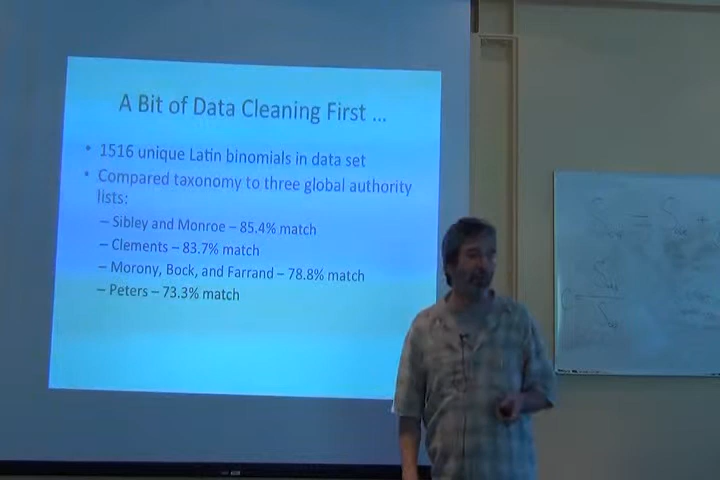 A Bit of Data Cleaning First ...
• 1516 unique Latin binomials in data set
• Compared taxonomy to three global authority
lists:
– Sibley and Monroe – 85.4% match
– Clements – 83.7% match
– Morony, Bock, and Farrand – 78.8% match
– Peters – 73.3% match